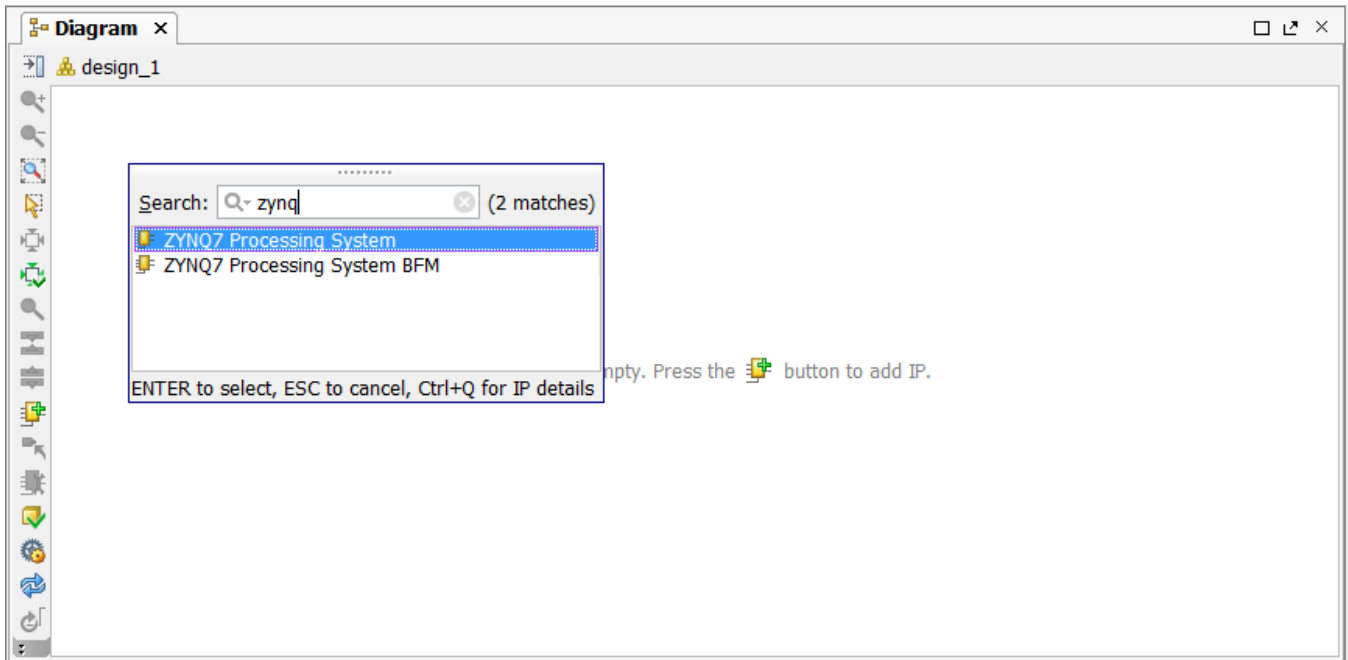 Diagram
design_1
Search: zynq (2 matches)
ZYNQ7 Processing System
ZYNQ7 Processing System BFM
ENTER to select, ESC to cancel, Ctrl+Q for IP details
Press the button to add IP.